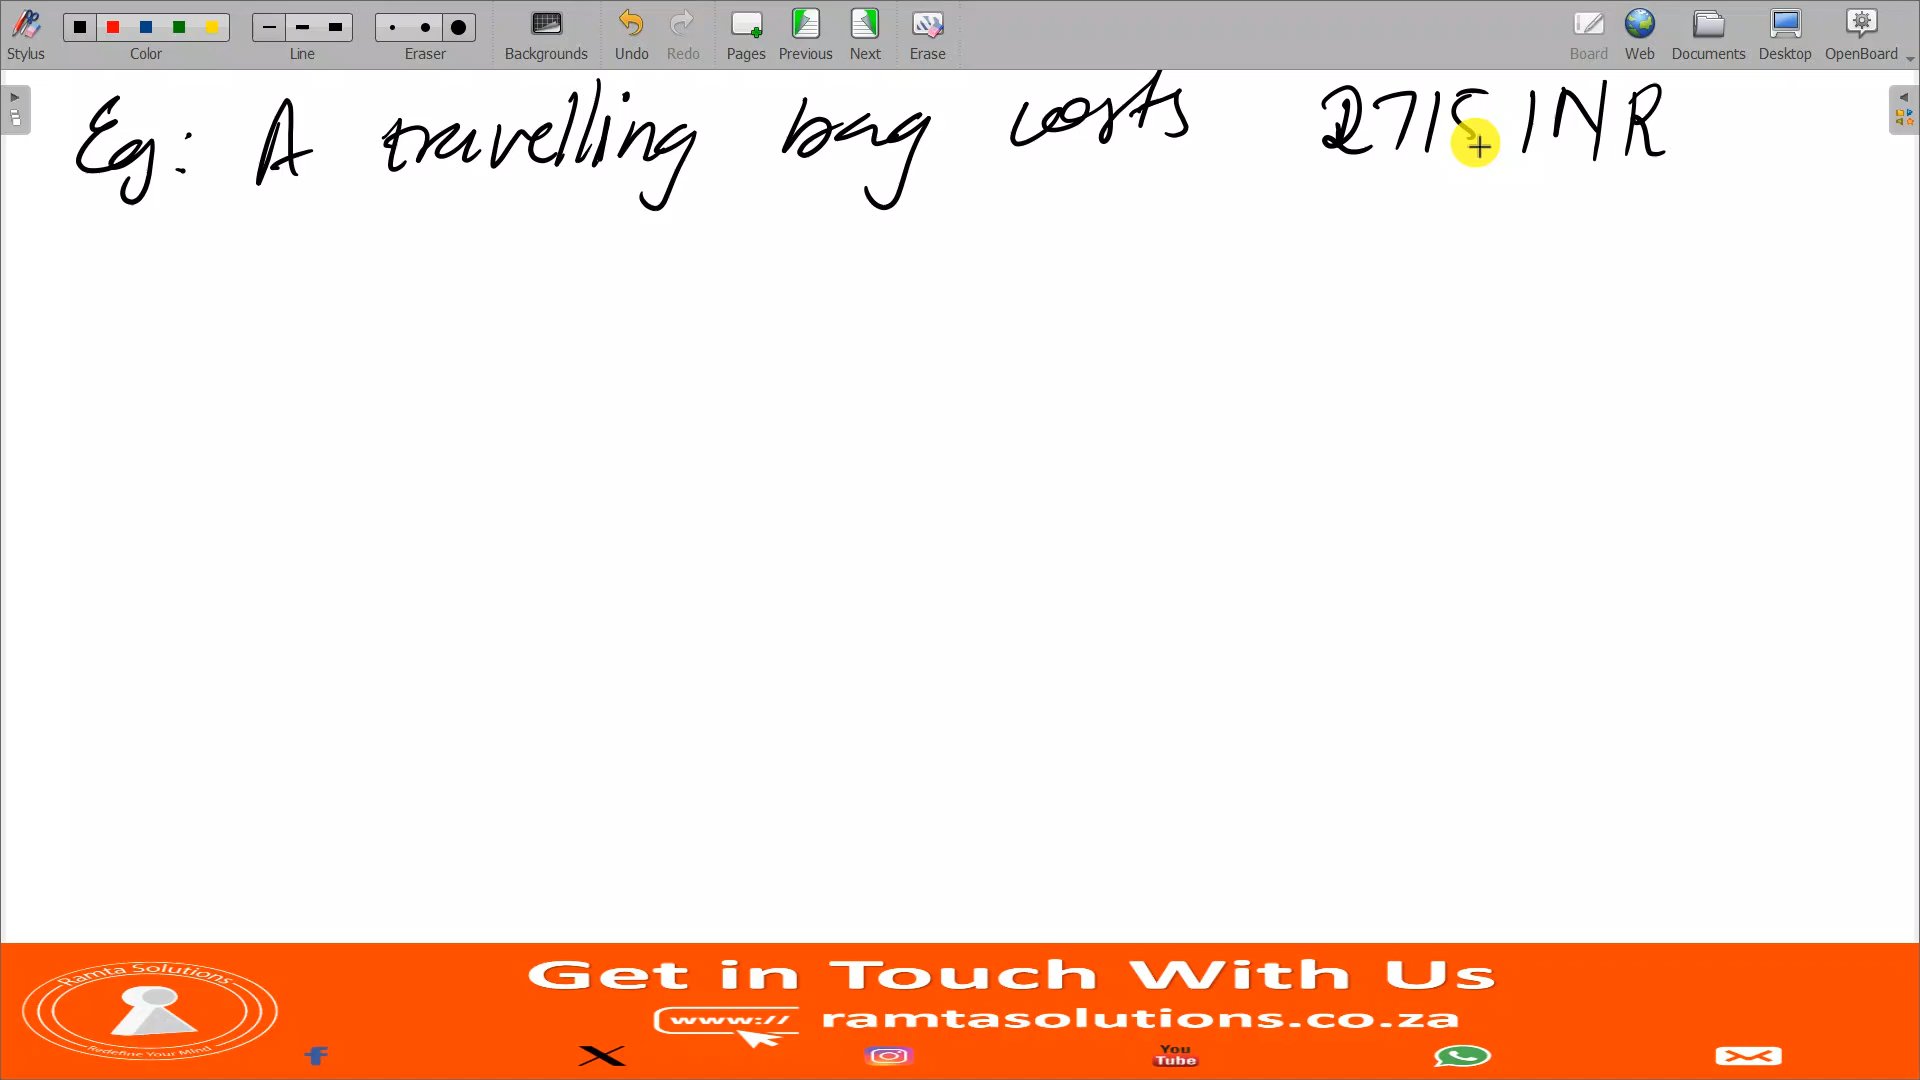 Stylus Color Line Eraser Backgrounds Undo Redo Pages Previous Next Erase Board Web Documents Desktop OpenBoard
Eg: A travelling bag costs 2715 INR
Get in Touch With Us
www:// ramtasolutions.co.za
Ramta Solutions
Redefine Your Mind
f X You Tube